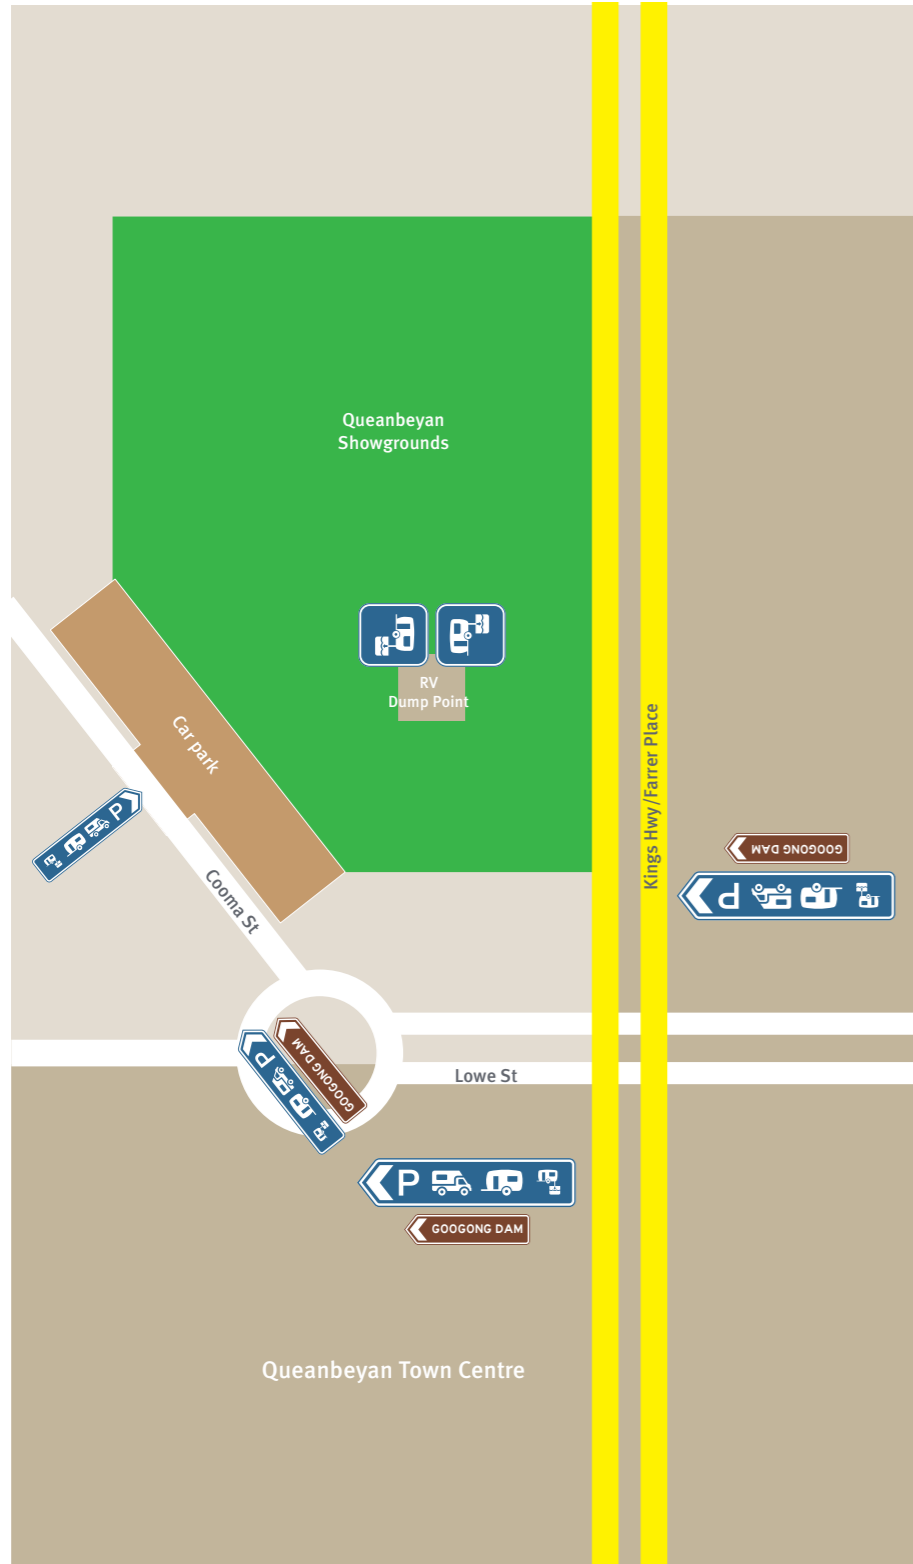 Queanbeyan
Showgrounds
RV
Dump Point
Car park
Kings Hwy/Farrer Place
P
GOOGONG DAM
P
Cooma St
GOOGONG DAM
P
Lowe St
P
GOOGONG DAM
Queanbeyan Town Centre